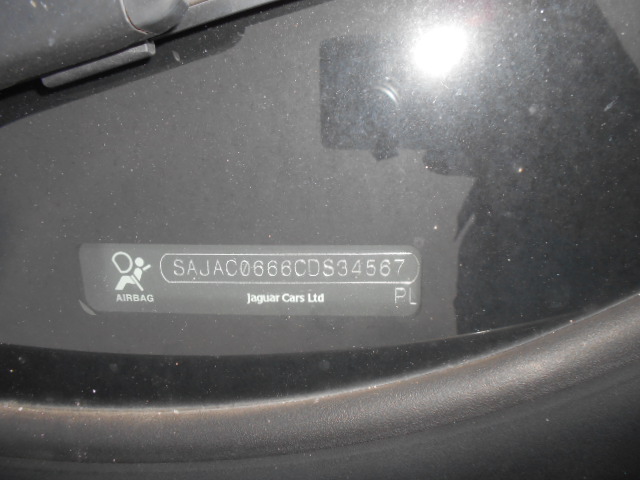 SAJAC0666CDS34567
AIRBAG
Jaguar Cars Ltd
PL